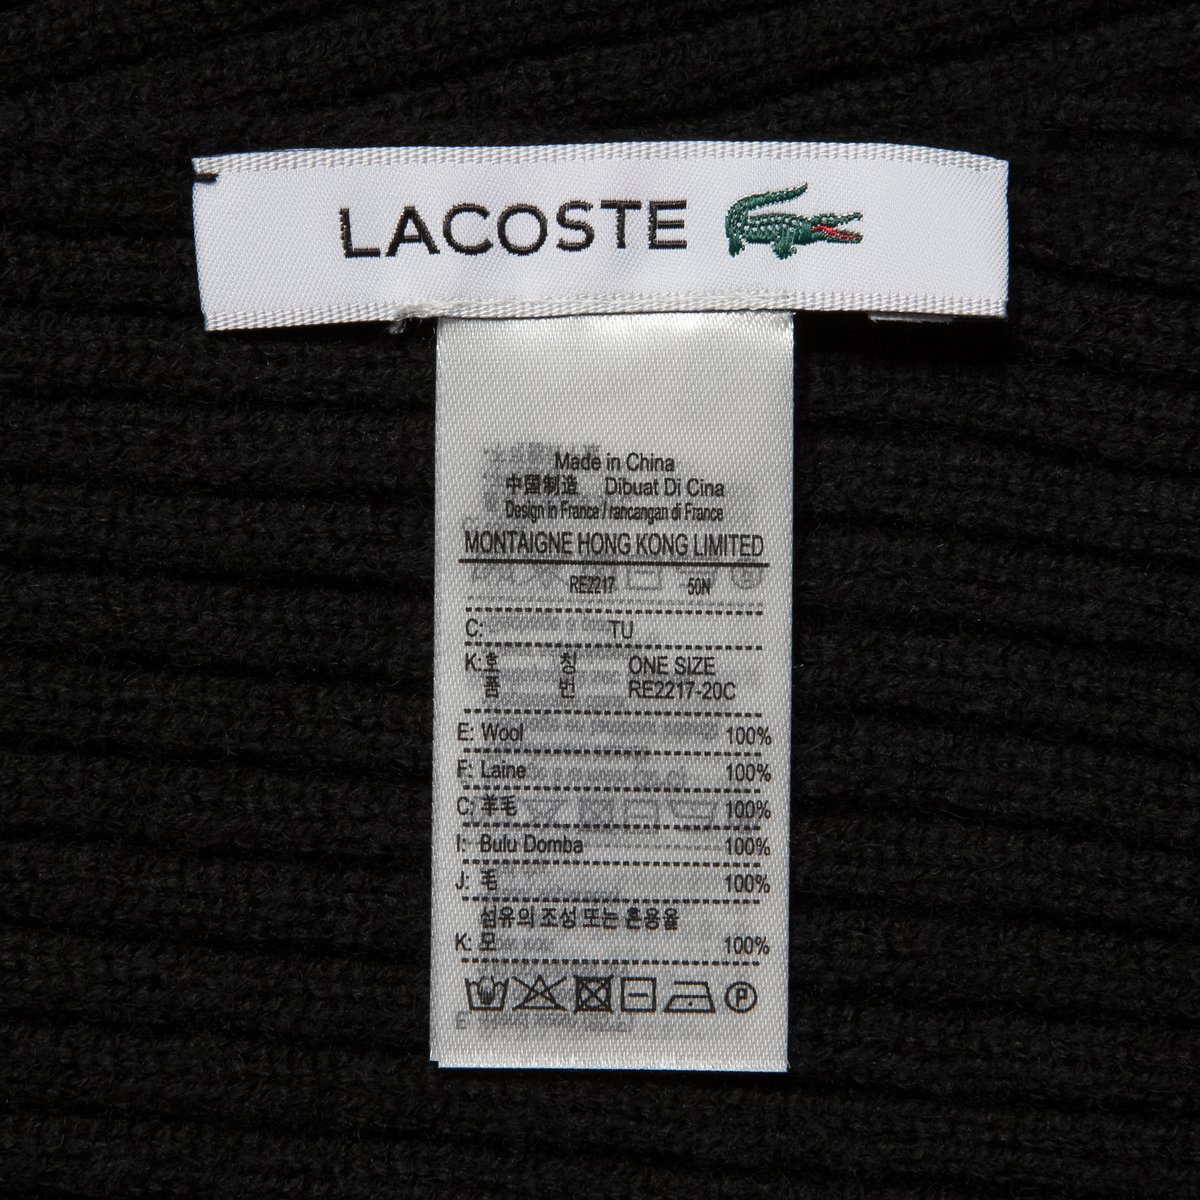 LACOSTE
Made in China
中国制造 Dibuat Di Cina
Design in France / rancangan di France
MONTAIGNE HONG KONG LIMITED
RE2217 50N
C: TU
K: 호 칭 ONE SIZE
품 번 RE2217-20C
E: Wool 100%
F: Laine 100%
C: 羊毛 100%
I: Bulu Domba 100%
J: 毛 100%
섬유의 조성 또는 혼용율
K: 모 100%
P